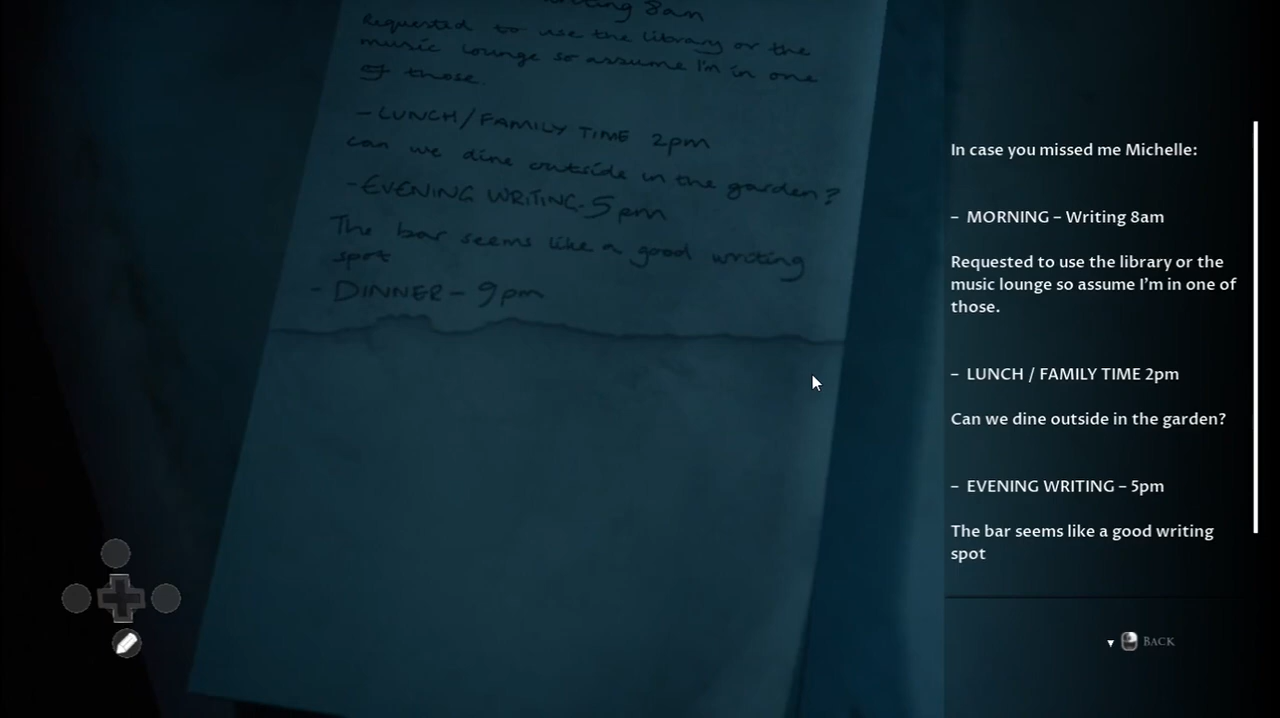 writing 8am
Requested to use the library or the
music lounge so assume I'm in one
of those.
- LUNCH/FAMILY TIME 2pm
can we dine outside in the garden?
- EVENING WRITING - 5pm
The bar seems like a good writing
spot
- DINNER - 9pm
In case you missed me Michelle:
– MORNING – Writing 8am
Requested to use the library or the
music lounge so assume I'm in one of
those.
– LUNCH / FAMILY TIME 2pm
Can we dine outside in the garden?
– EVENING WRITING – 5pm
The bar seems like a good writing
spot
BACK